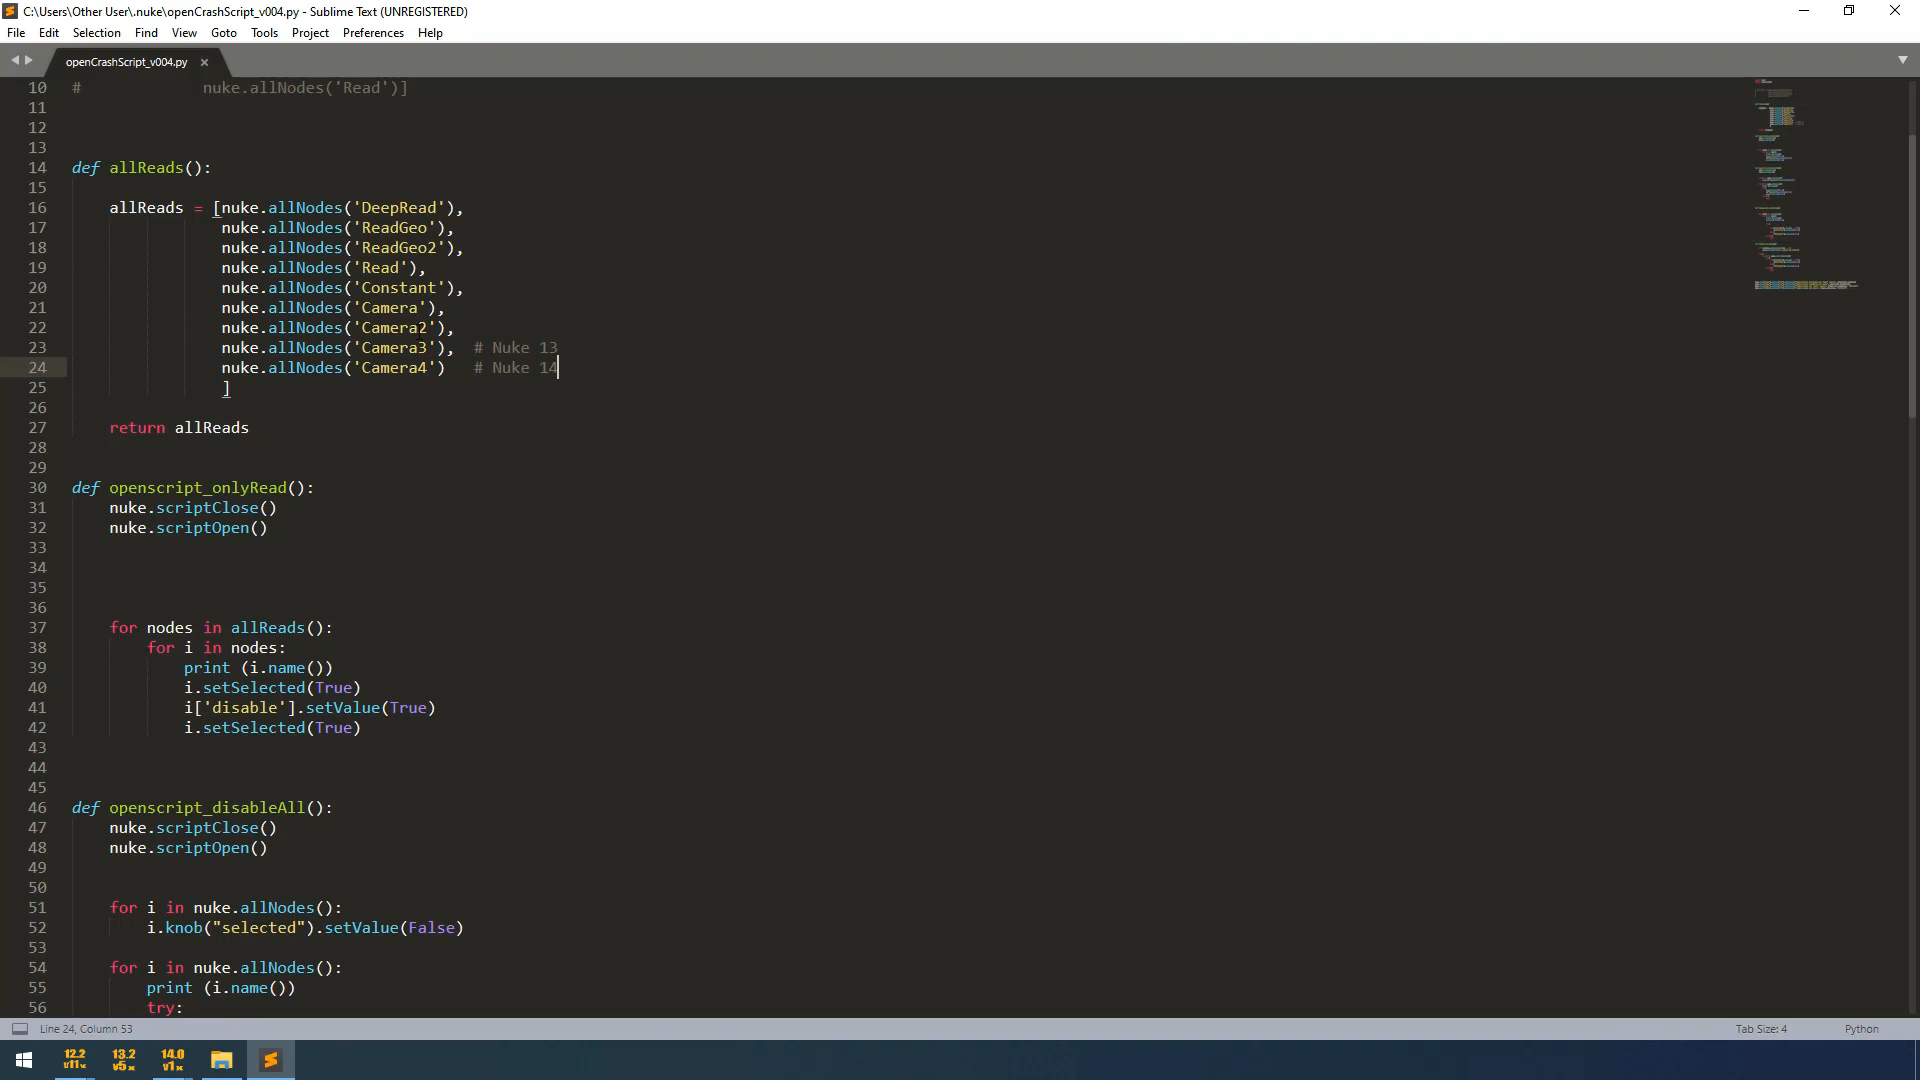 C:\Users\Other User\.nuke\openCrashScript_v004.py - Sublime Text (UNREGISTERED)
File Edit Selection Find View Goto Tools Project Preferences Help
openCrashScript_v004.py ×
10 # nuke.allNodes('Read')]
11
12
13
14 def allReads():
15
16 allReads = [nuke.allNodes('DeepRead'),
17 nuke.allNodes('ReadGeo'),
18 nuke.allNodes('ReadGeo2'),
19 nuke.allNodes('Read'),
20 nuke.allNodes('Constant'),
21 nuke.allNodes('Camera'),
22 nuke.allNodes('Camera2'),
23 nuke.allNodes('Camera3'), # Nuke 13
24 nuke.allNodes('Camera4') # Nuke 14
25 ]
26
27 return allReads
28
29
30 def openscript_onlyRead():
31 nuke.scriptClose()
32 nuke.scriptOpen()
33
34
35
36
37 for nodes in allReads():
38 for i in nodes:
39 print (i.name())
40 i.setSelected(True)
41 i['disable'].setValue(True)
42 i.setSelected(True)
43
44
45
46 def openscript_disableAll():
47 nuke.scriptClose()
48 nuke.scriptOpen()
49
50
51 for i in nuke.allNodes():
52 i.knob("selected").setValue(False)
53
54 for i in nuke.allNodes():
55 print (i.name())
56 try:
Line 24, Column 53 Tab Size: 4 Python
12.2 13.2 14.0
v11x v5x v1x